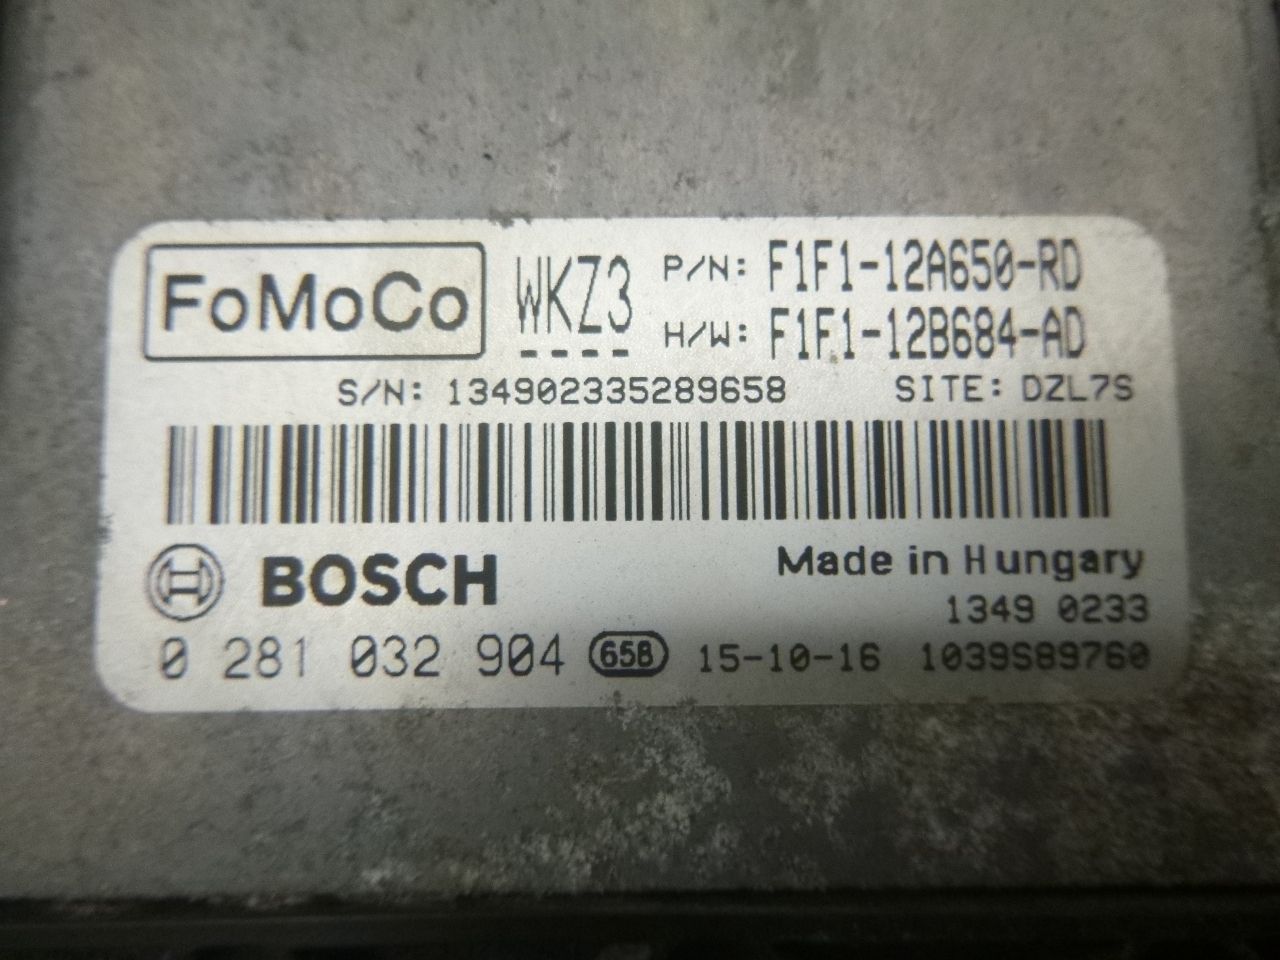 FoMoCo WKZ3 P/N: F1F1-12A650-RD
H/W: F1F1-12B684-AD
S/N: 134902335289658 SITE: DZL7S
BOSCH Made in Hungary
1349 0233
0 281 032 904 658 15-10-16 1039S89760